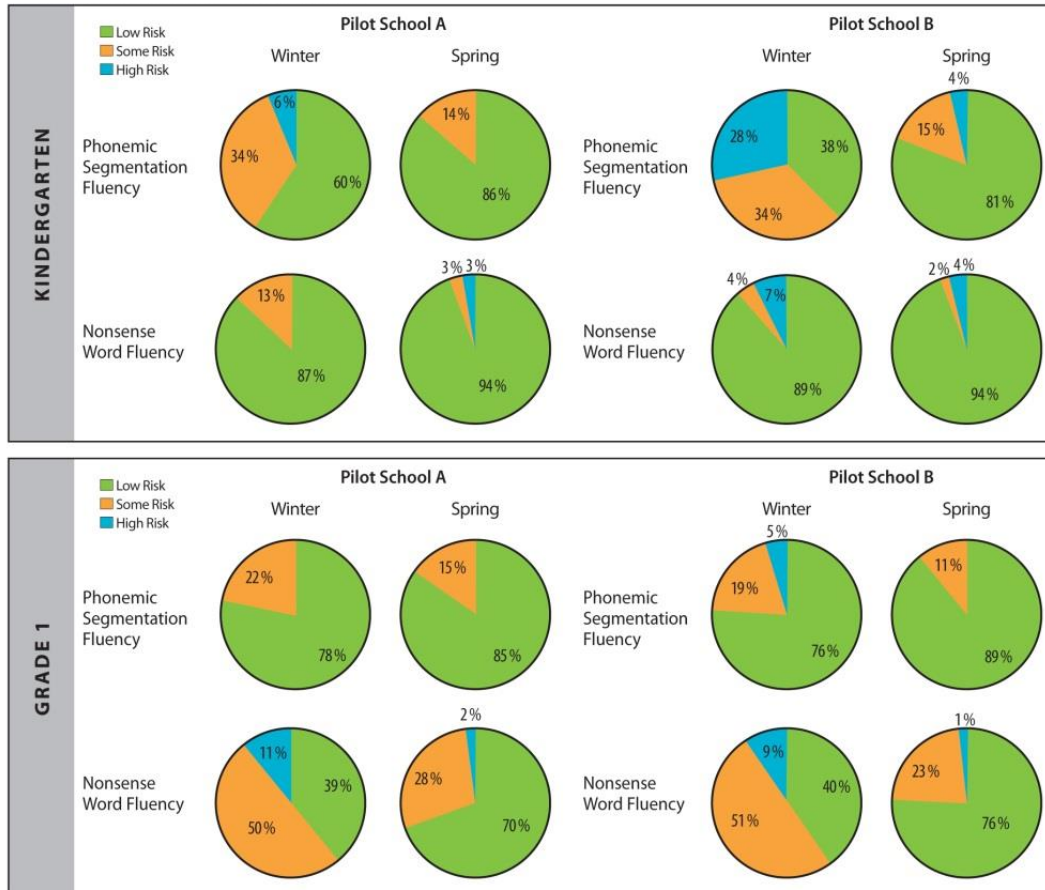 KINDERGARTEN
Low Risk
Some Risk
High Risk
Pilot School A
Pilot School B
Winter
Spring
Winter
Spring
Phonemic
Segmentation
Fluency
6 %
34 %
60 %
14 %
86 %
Phonemic
Segmentation
Fluency
28 %
38 %
34 %
4 %
15 %
81 %
Nonsense
Word Fluency
13 %
87 %
3 %
3 %
94 %
Nonsense
Word Fluency
4 %
7 %
89 %
2 %
4 %
94 %
GRADE 1
Low Risk
Some Risk
High Risk
Pilot School A
Pilot School B
Winter
Spring
Winter
Spring
Phonemic
Segmentation
Fluency
22 %
78 %
15 %
85 %
Phonemic
Segmentation
Fluency
5 %
19 %
76 %
11 %
89 %
Nonsense
Word Fluency
11 %
39 %
50 %
2 %
28 %
70 %
Nonsense
Word Fluency
9 %
40 %
51 %
1 %
23 %
76 %